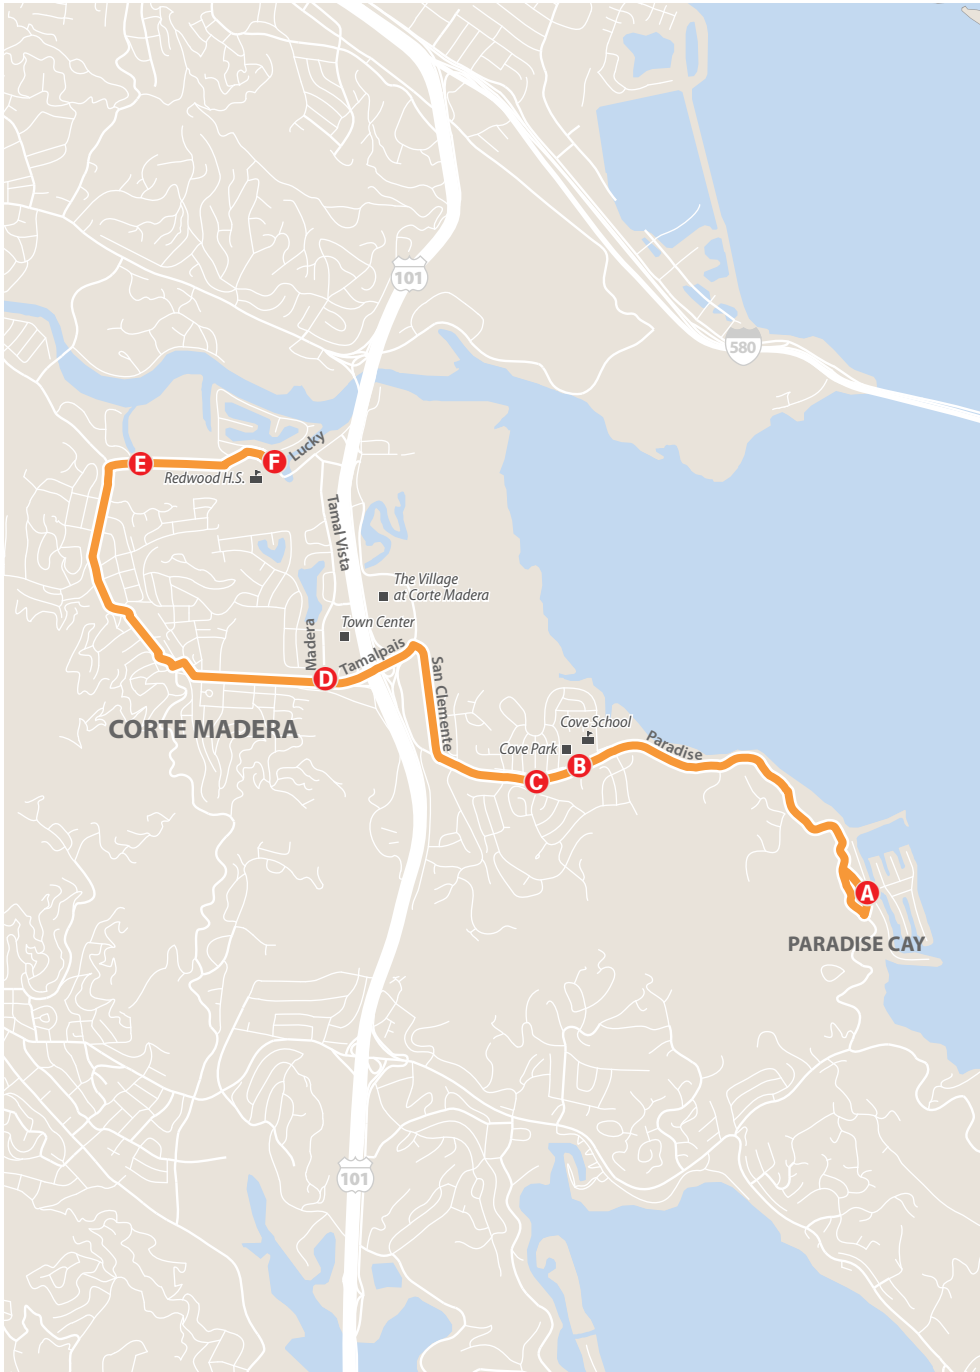 101
580
Lucky
E
F
Redwood H.S.
Tamal Vista
The Village
at Corte Madera
Town Center
Madera
Tamalpais
D
San Clemente
CORTE MADERA
Cove School
Cove Park
Paradise
B
C
A
PARADISE CAY
101